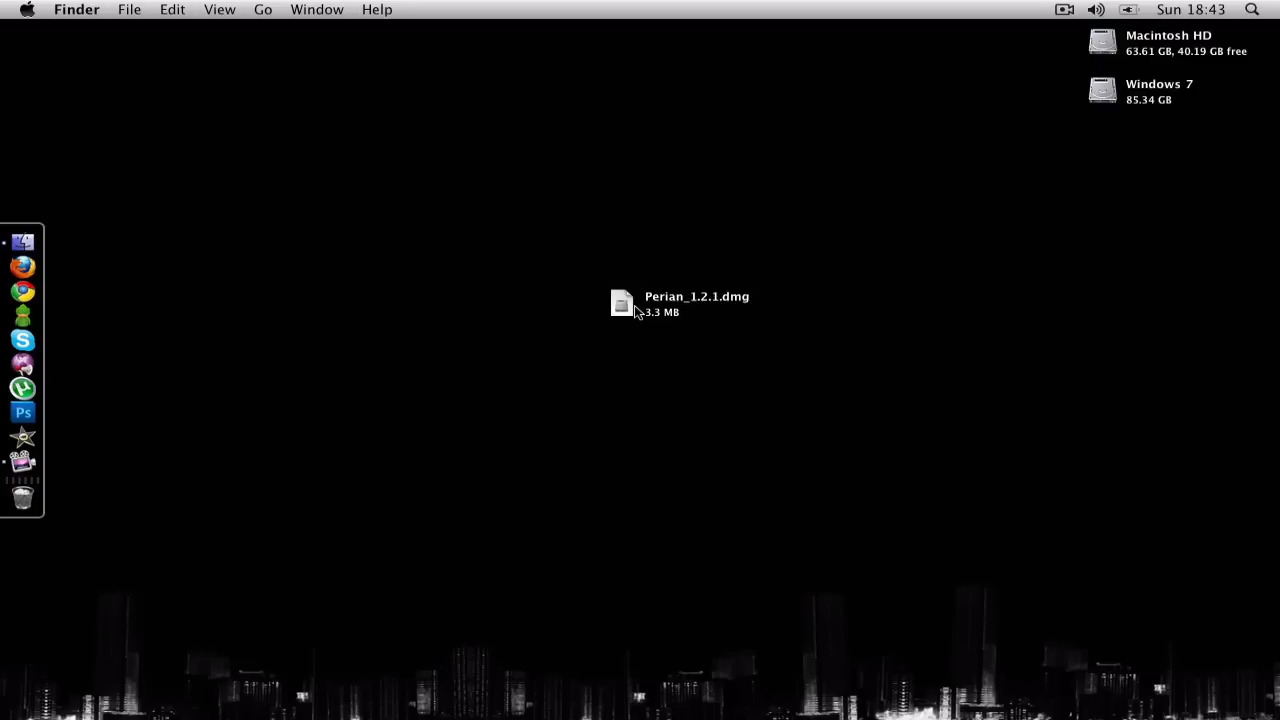 Finder File Edit View Go Window Help Sun 18:43
Macintosh HD
63.61 GB, 40.19 GB free
Windows 7
85.34 GB
Perian_1.2.1.dmg
3.3 MB
S
µ
Ps